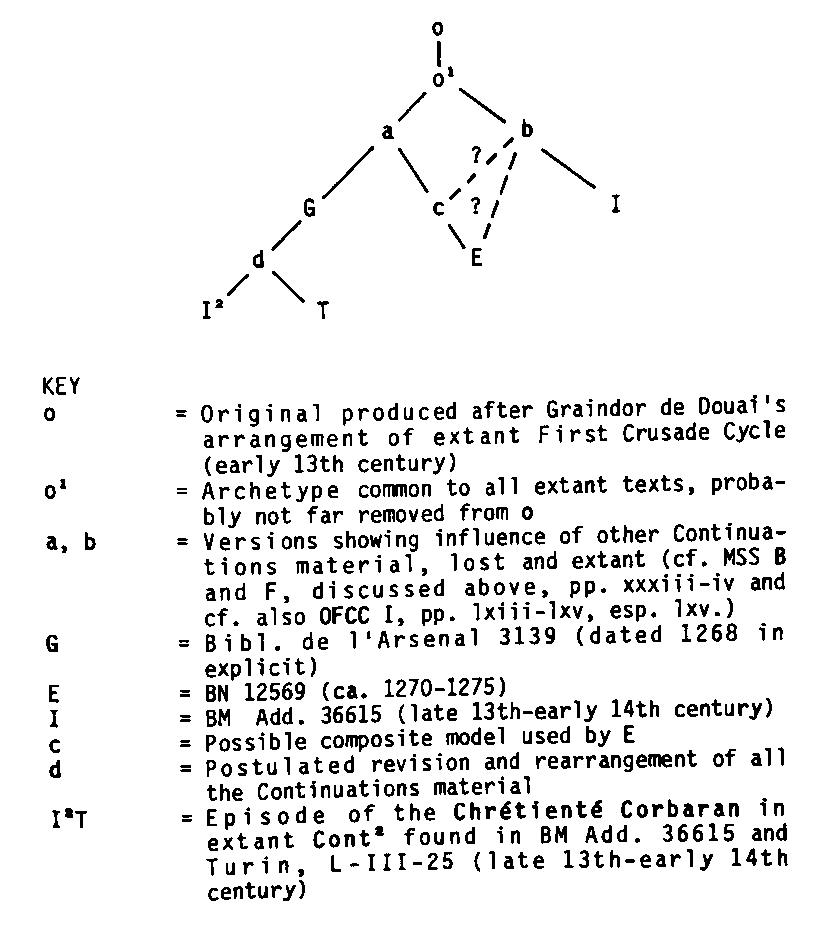 o
o¹
a b
? 
G c ? I
d E
I² T
KEY
o = Original produced after Graindor de Douai's
arrangement of extant First Crusade Cycle
(early 13th century)
o¹ = Archetype common to all extant texts, proba-
bly not far removed from o
a, b = Versions showing influence of other Continua-
tions material, lost and extant (cf. MSS B
and F, discussed above, pp. xxxiii-iv and
cf. also OFCC I, pp. lxiii-lxv, esp. lxv.)
G = Bibl. de l'Arsenal 3139 (dated 1268 in
explicit)
E = BN 12569 (ca. 1270-1275)
I = BM Add. 36615 (late 13th-early 14th century)
c = Possible composite model used by E
d = Postulated revision and rearrangement of all
the Continuations material
I²T = Episode of the Chrétienté Corbaran in
extant Cont² found in BM Add. 36615 and
Turin, L-III-25 (late 13th-early 14th
century)